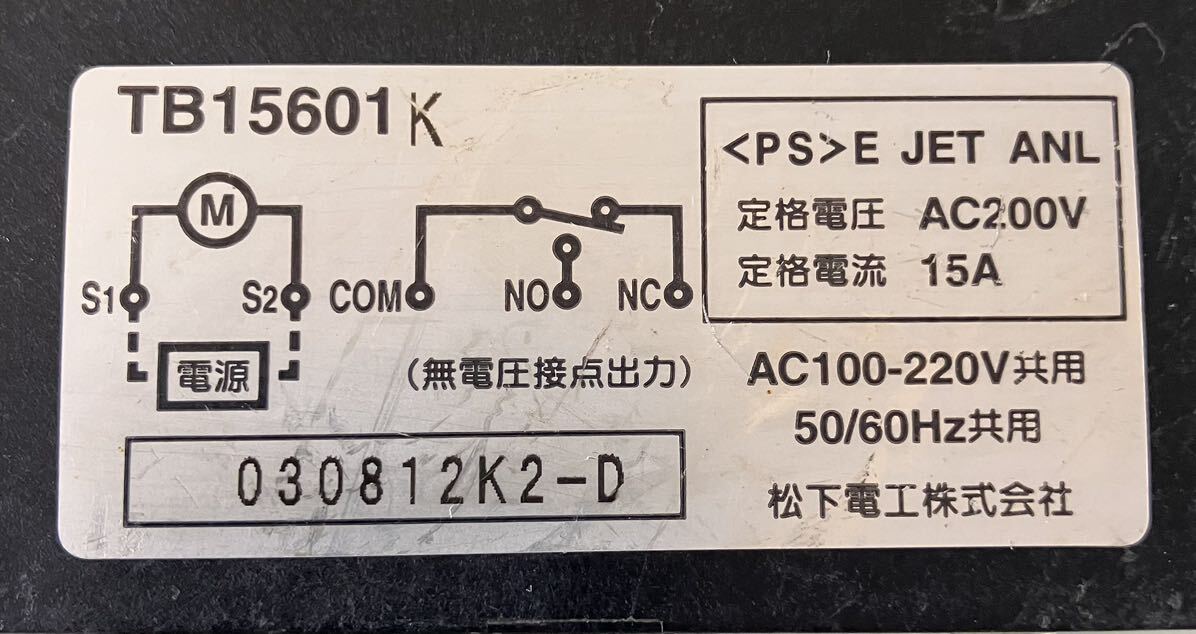 TB15601K
M
S1 S2 COM NO NC
電源
(無電圧接点出力)
030812K2-D
<PS>E JET ANL
定格電圧 AC200V
定格電流 15A
AC100-220V共用
50/60Hz共用
松下電工株式会社